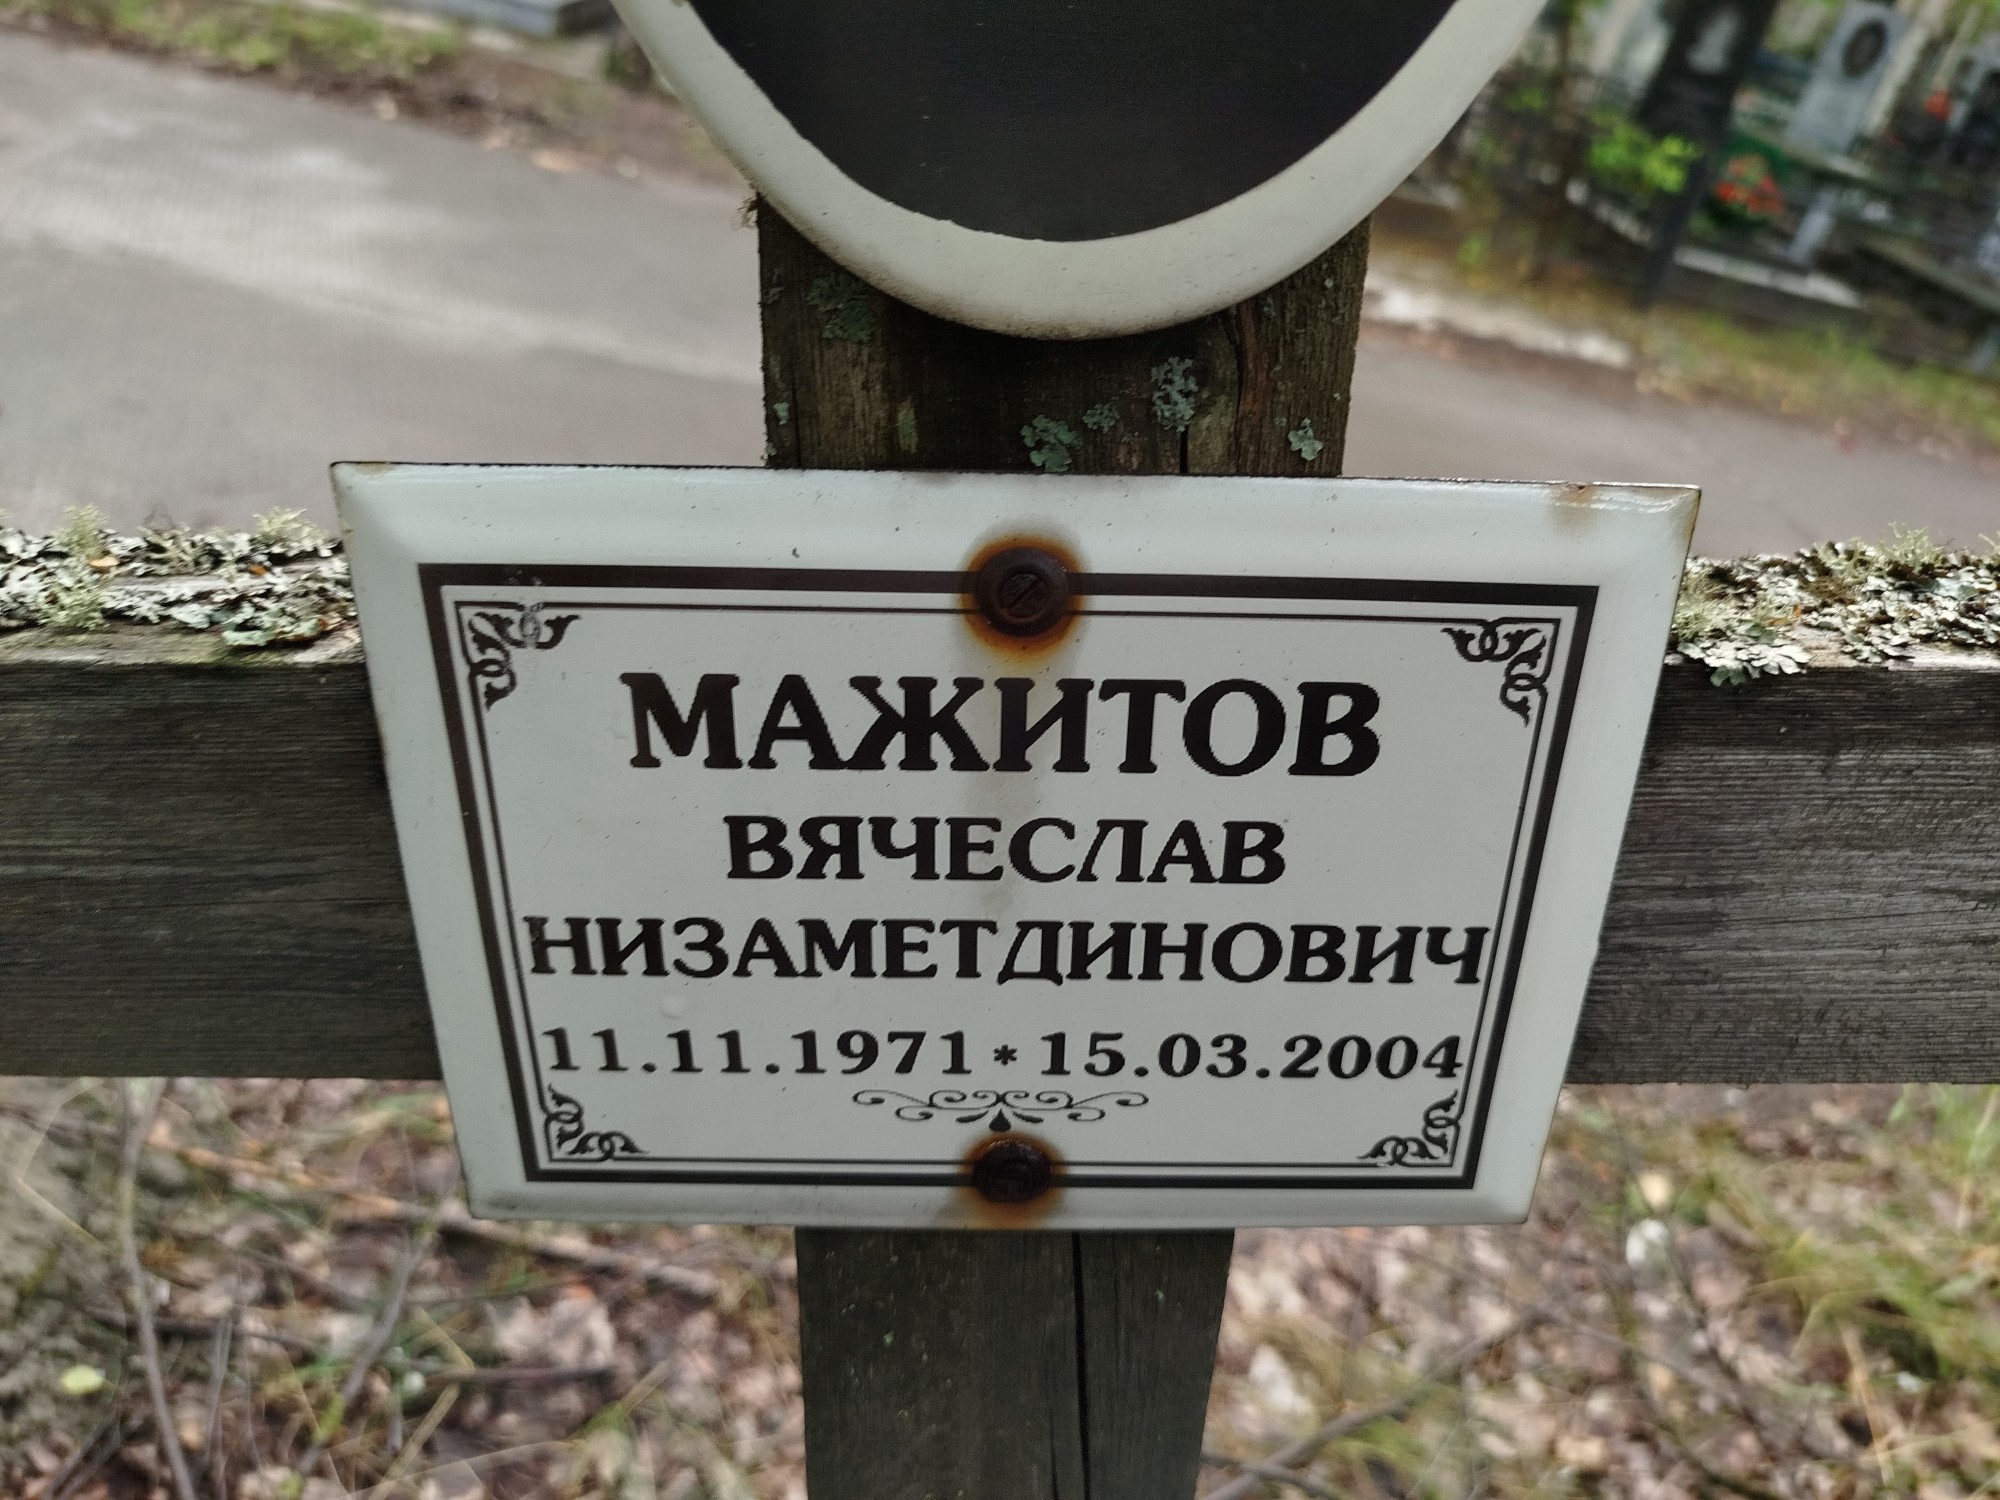 МАЖИТОВ
ВЯЧЕСЛАВ
НИЗАМЕТДИНОВИЧ
11.11.1971 * 15.03.2004